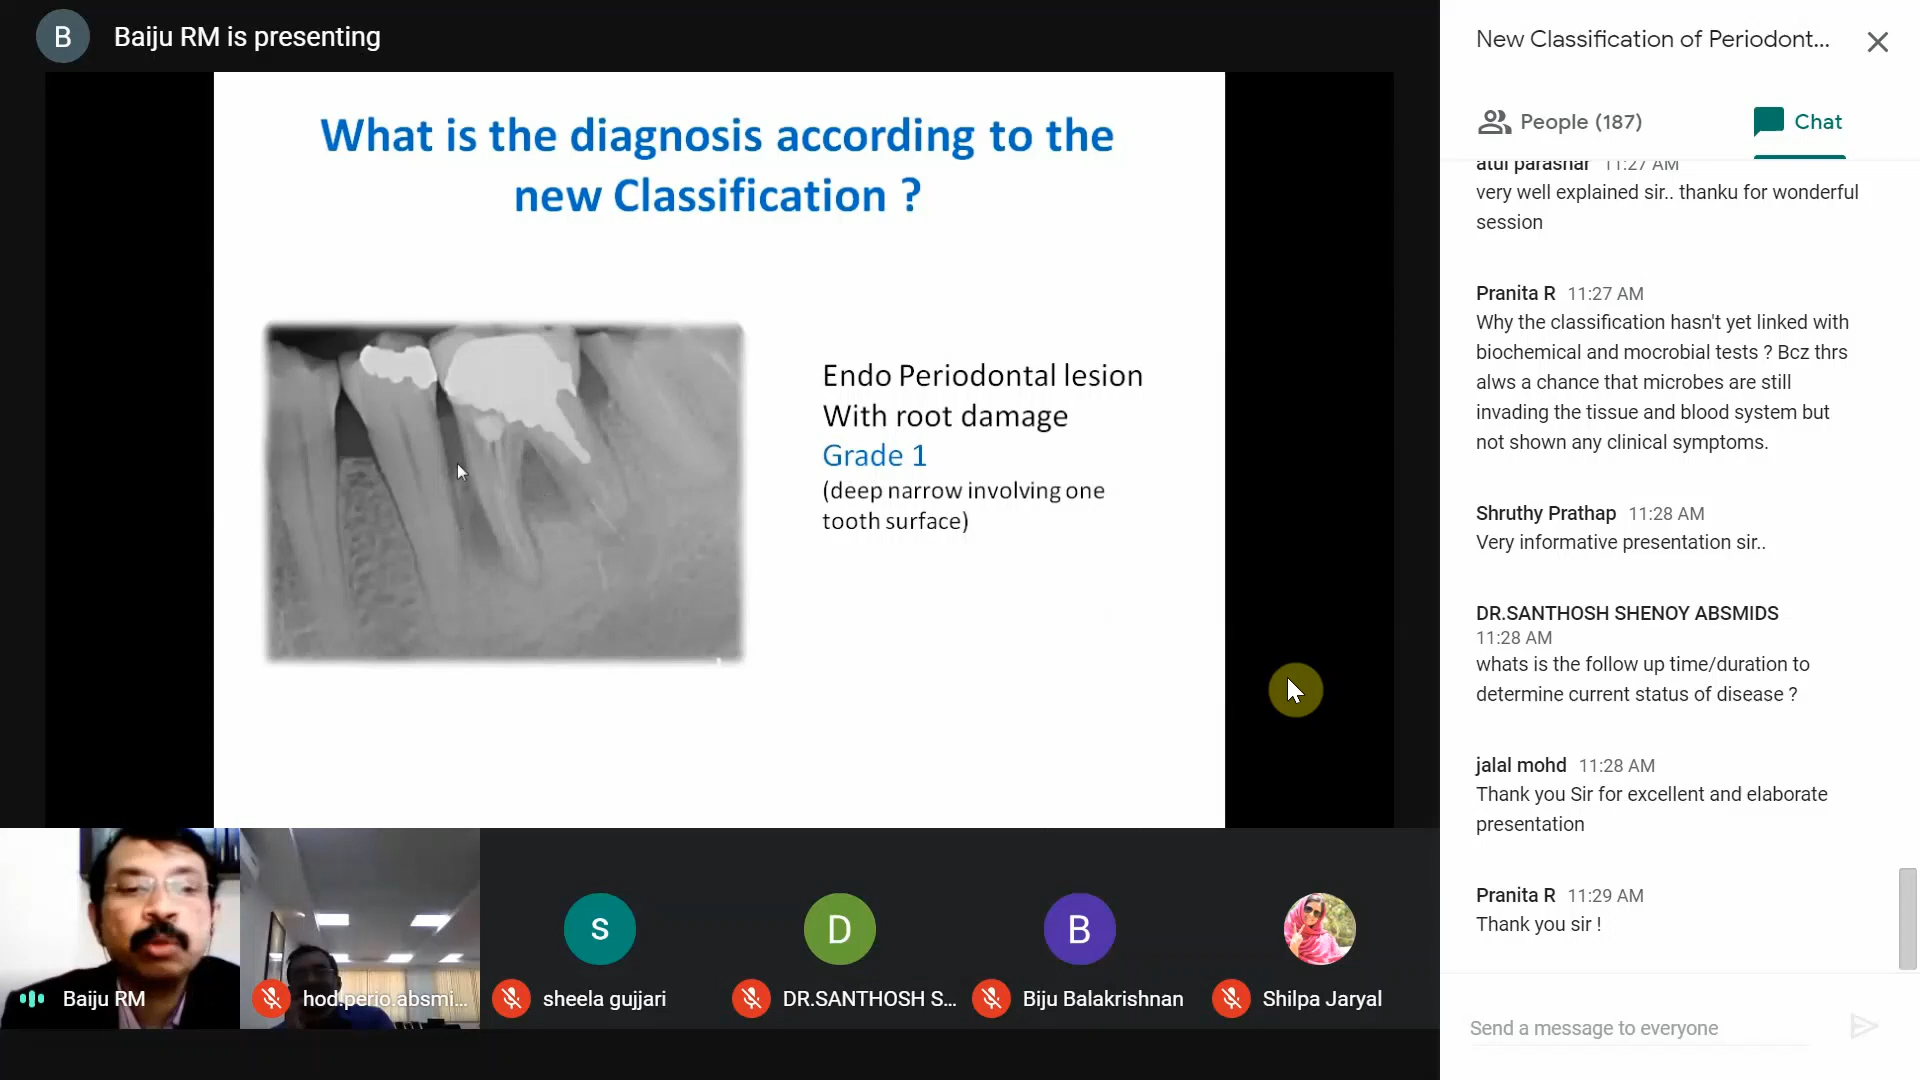 B
Baiju RM is presenting
What is the diagnosis according to the
new Classification ?
Endo Periodontal lesion
With root damage
Grade 1
(deep narrow involving one
tooth surface)
Baiju RM
hod.perio.absmi...
s
sheela gujjari
D
DR.SANTHOSH S...
B
Biju Balakrishnan
Shilpa Jaryal
New Classification of Periodont...
People (187)
Chat
atul parashar 11:27 AM
very well explained sir.. thanku for wonderful
session
Pranita R 11:27 AM
Why the classification hasn't yet linked with
biochemical and mocrobial tests ? Bcz thrs
alws a chance that microbes are still
invading the tissue and blood system but
not shown any clinical symptoms.
Shruthy Prathap 11:28 AM
Very informative presentation sir..
DR.SANTHOSH SHENOY ABSMIDS
11:28 AM
whats is the follow up time/duration to
determine current status of disease ?
jalal mohd 11:28 AM
Thank you Sir for excellent and elaborate
presentation
Pranita R 11:29 AM
Thank you sir !
Send a message to everyone